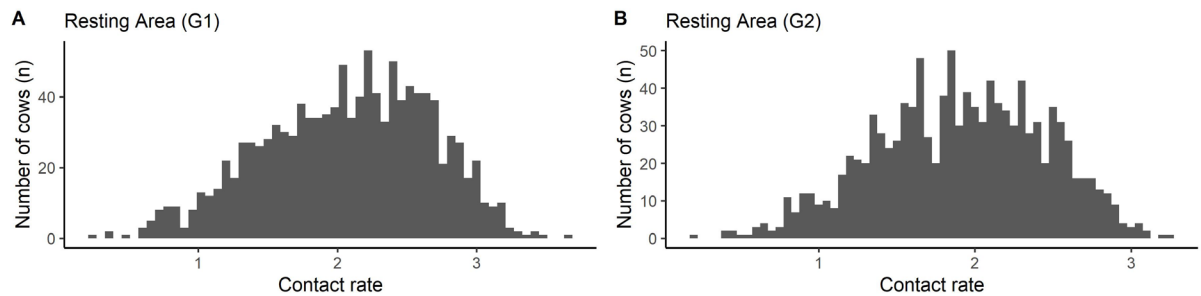 A Resting Area (G1)
Number of cows (n)
40
20
0
1 2 3
Contact rate
B Resting Area (G2)
Number of cows (n)
50
40
30
20
10
0
1 2 3
Contact rate